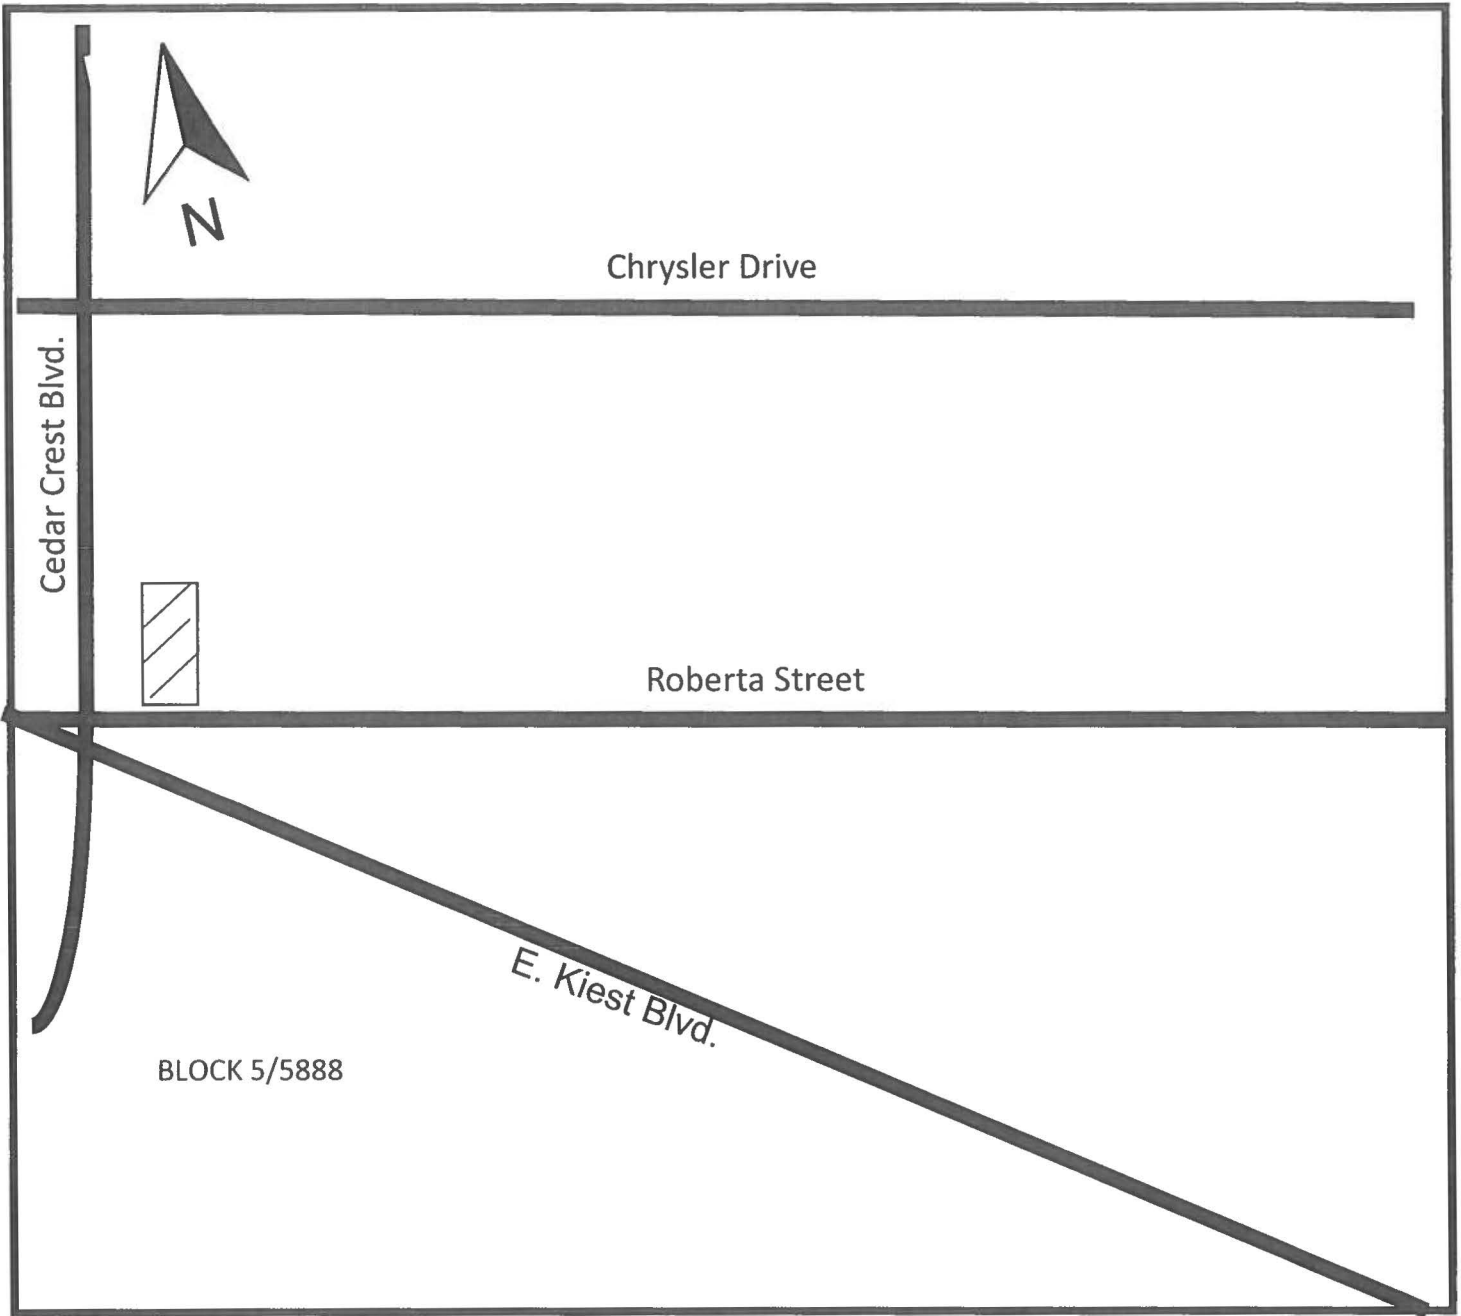 N
Chrysler Drive
Cedar Crest Blvd.
Roberta Street
E. Kiest Blvd.
BLOCK 5/5888